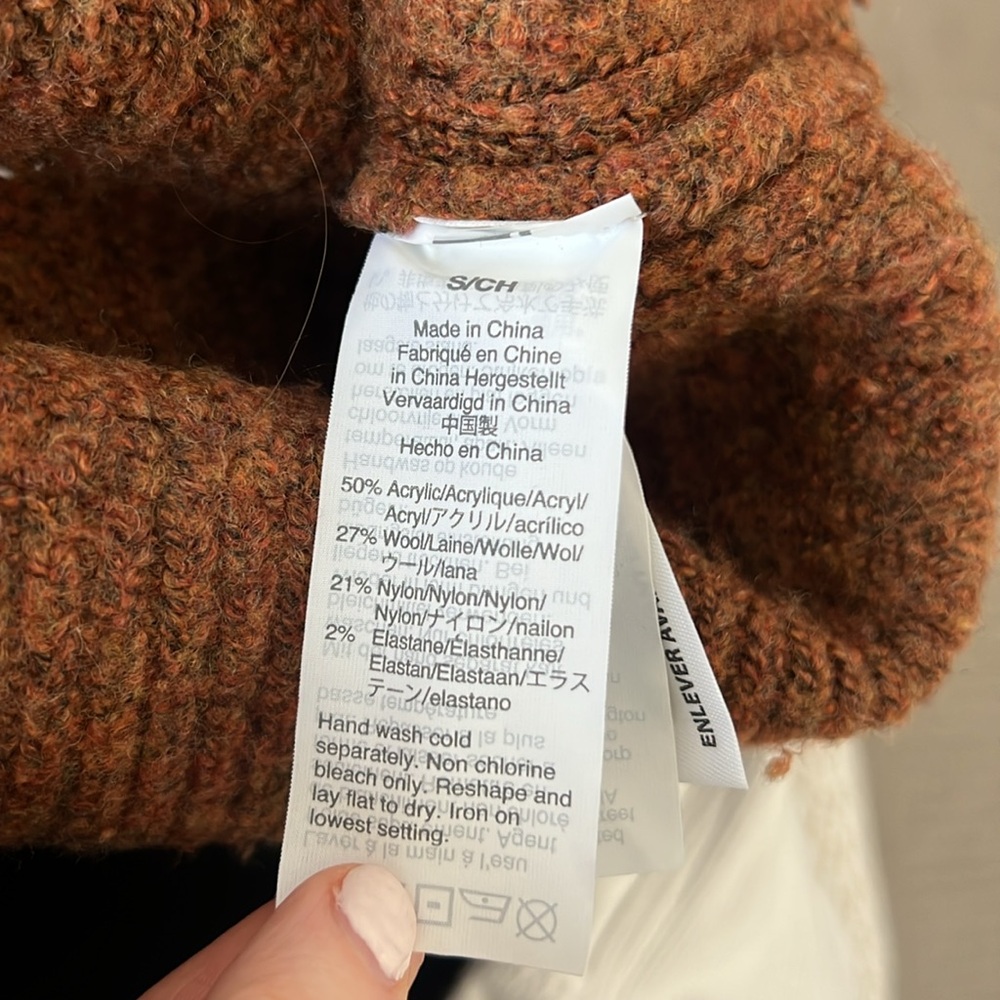 S/CH
Made in China
Fabriqué en Chine
in China Hergestellt
Vervaardigd in China
中国製
Hecho en China
50% Acrylic/Acrylique/Acryl/
Acryl/アクリル/acrílico
27% Wool/Laine/Wolle/Wol/
ウール/lana
21% Nylon/Nylon/Nylon/
Nylon/ナイロン/nailon
2% Elastane/Élasthanne/
Elastan/Elastaan/エラス
テーン/elastano
Hand wash cold
separately. Non chlorine
bleach only. Reshape and
lay flat to dry. Iron on
lowest setting.
ENLEVER